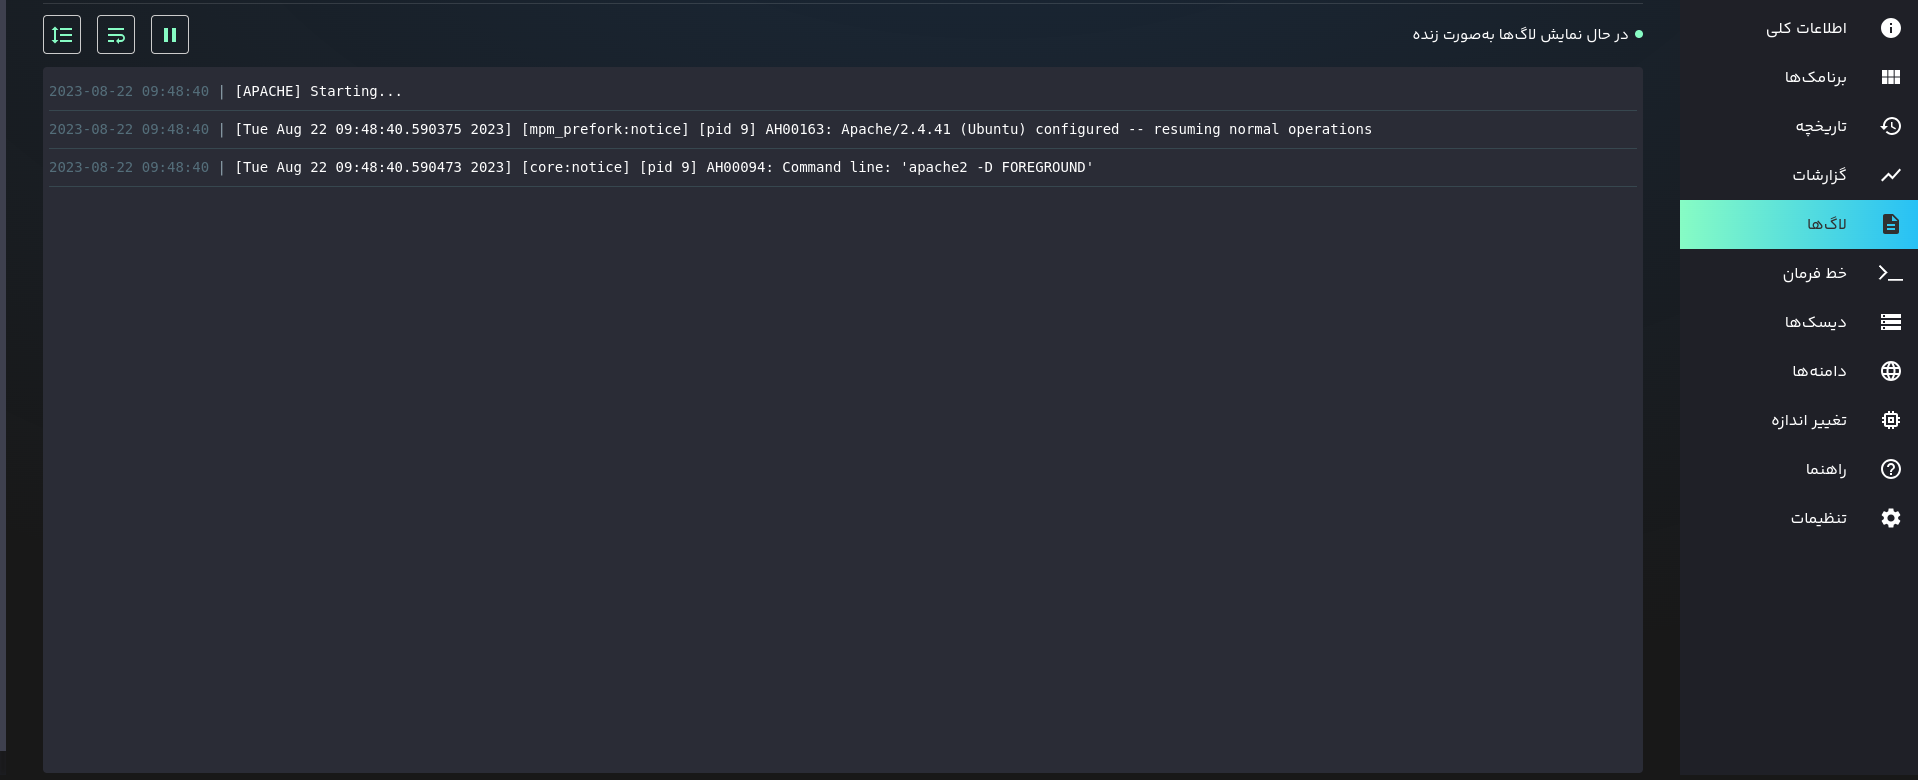 در حال نمایش لاگ‌ها به‌صورت زنده
2023-08-22 09:48:40 | [APACHE] Starting...
2023-08-22 09:48:40 | [Tue Aug 22 09:48:40.590375 2023] [mpm_prefork:notice] [pid 9] AH00163: Apache/2.4.41 (Ubuntu) configured -- resuming normal operations
2023-08-22 09:48:40 | [Tue Aug 22 09:48:40.590473 2023] [core:notice] [pid 9] AH00094: Command line: 'apache2 -D FOREGROUND'
اطلاعات کلی
برنامک‌ها
تاریخچه
گزارشات
لاگ‌ها
خط فرمان
دیسک‌ها
دامنه‌ها
تغییر اندازه
راهنما
تنظیمات